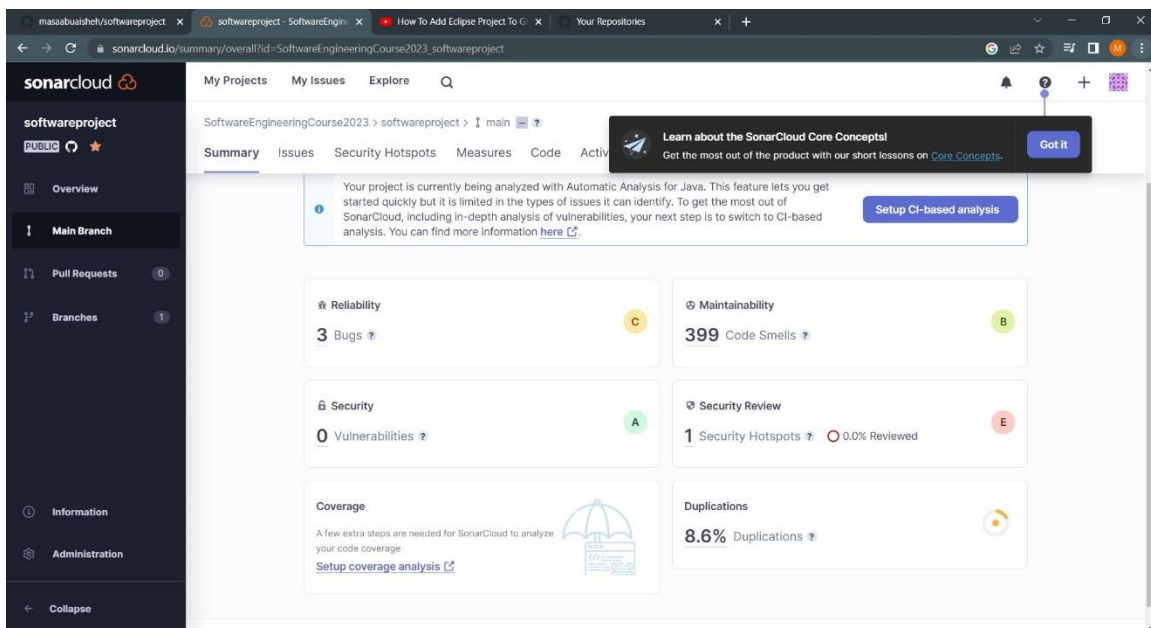 masaabuaisheh/softwareproject
softwareproject - SoftwareEngin
How To Add Eclipse Project To Gi
Your Repositories
sonarcloud.io/summary/overall?id=SoftwareEngineeringCourse2023_softwareproject
M
sonarcloud
My Projects
My Issues
Explore
softwareproject
PUBLIC
SoftwareEngineeringCourse2023 > softwareproject > main
?
Summary
Issues
Security Hotspots
Measures
Code
Activ
Learn about the SonarCloud Core Concepts!
Get the most out of the product with our short lessons on Core Concepts.
Got it
Overview
Main Branch
Pull Requests
0
Branches
1
Information
Administration
Collapse
Your project is currently being analyzed with Automatic Analysis for Java. This feature lets you get
started quickly but it is limited in the types of issues it can identify. To get the most out of
SonarCloud, including in-depth analysis of vulnerabilities, your next step is to switch to CI-based
analysis. You can find more information here.
Setup CI-based analysis
Reliability
3 Bugs ?
C
Maintainability
399 Code Smells ?
B
Security
0 Vulnerabilities ?
A
Security Review
1 Security Hotspots ? 0.0% Reviewed
E
Coverage
A few extra steps are needed for SonarCloud to analyze
your code coverage
Setup coverage analysis
Duplications
8.6% Duplications ?